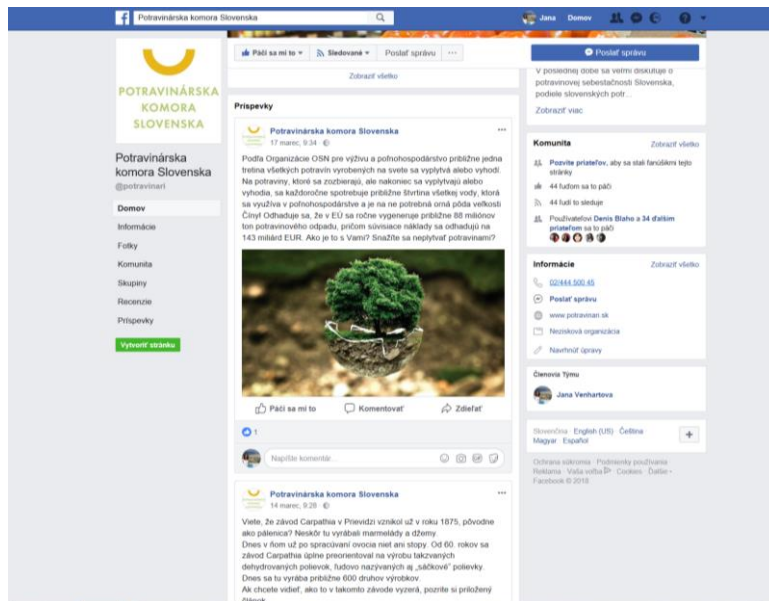 Potravinárska komora Slovenska
Jana
Domov
Páči sa mi to
Sledované
Poslať správu
Poslať správu
Zobraziť všetko
POTRAVINÁRSKA
KOMORA
SLOVENSKA
Potravinárska
komora Slovenska
@potravinari
Domov
Informácie
Fotky
Komunita
Skupiny
Recenzie
Príspevky
Vytvoriť stránku
Príspevky
Potravinárska komora Slovenska
17 marec, 9:34
Podľa Organizácie OSN pre výživu a poľnohospodárstvo približne jedna
tretina všetkých potravín vyrobených na svete sa vyplytvá alebo vyhodí.
Na potraviny, ktoré sa zozbierajú, ale nakoniec sa vyplytvajú alebo
vyhodia, sa každoročne spotrebuje približne štvrtina všetkej vody, ktorá
sa využíva v poľnohospodárstve a je na ne potrebná orná pôda veľkosti
Číny! Odhaduje sa, že v EÚ sa ročne vygeneruje približne 88 miliónov
ton potravinového odpadu, pričom súvisiace náklady sa odhadujú na
143 miliárd EUR. Ako je to s Vami? Snažíte sa neplytvať potravinami?
Páči sa mi to
Komentovať
Zdieľať
1
Napíšte komentár...
Potravinárska komora Slovenska
14 marec, 9:28
Viete, že závod Carpathia v Prievidzi vznikol už v roku 1875, pôvodne
ako pálenica? Neskôr tu vyrábali marmelády a džemy.
Dnes v ňom už po spracúvaní ovocia niet ani stopy. Od 60. rokov sa
závod Carpathia úplne preorientoval na výrobu takzvaných
dehydrovaných polievok, ľudovo nazývaných aj „sáčkové“ polievky.
Dnes sa tu vyrába približne 600 druhov výrobkov.
Ak chcete vidieť, ako to v takomto závode vyzerá, pozrite si priložený
článok
V poslednej dobe sa veľmi diskutuje o
potravinovej sebestačnosti Slovenska,
podiele slovenských potr...
Zobraziť viac
Komunita
Zobraziť všetko
Pozvite priateľov, aby sa stali fanúšikmi tejto
stránky
44 ľuďom sa to páči
44 ľudí to sleduje
Používateľovi Denis Blaho a 34 ďalším
priateľom sa to páči
Informácie
Zobraziť všetko
02/444 500 45
Poslať správu
www.potravinari.sk
Nezisková organizácia
Navrhnúť úpravy
Členovia Tímu
Jana Venhartova
Slovenčina · English (US) · Čeština
Magyar · Español
Ochrana súkromia · Podmienky používania
Reklama · Vaša voľba · Cookies · Ďalšie
Facebook © 2018